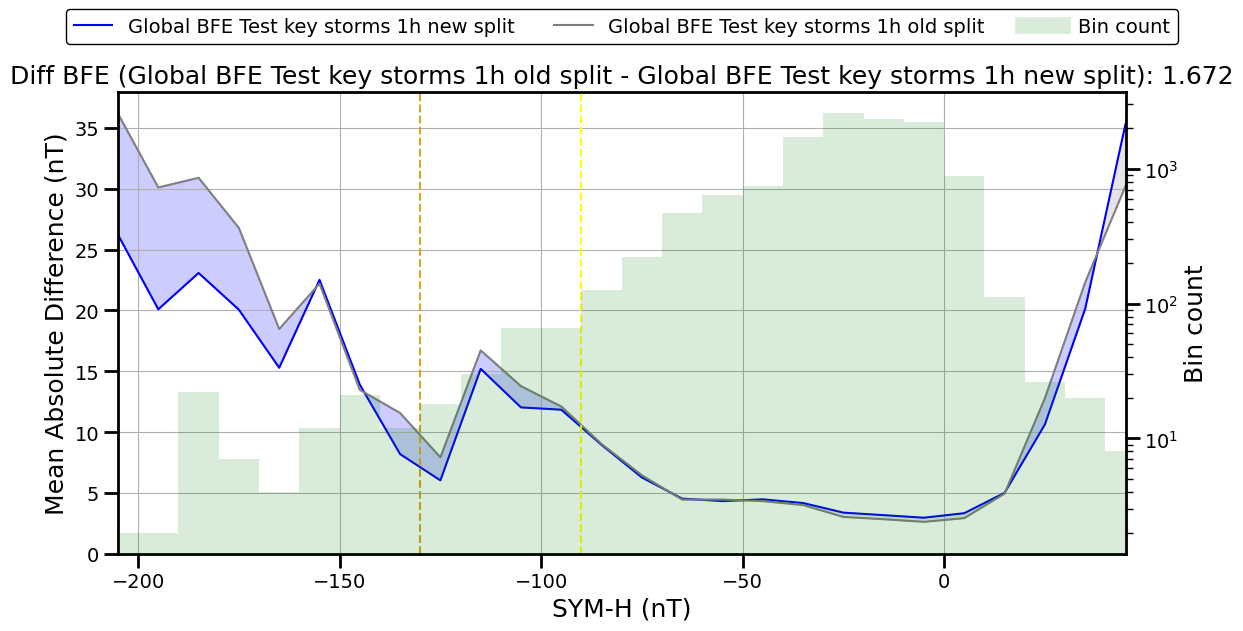 Global BFE Test key storms 1h new split Global BFE Test key storms 1h old split Bin count
Diff BFE (Global BFE Test key storms 1h old split - Global BFE Test key storms 1h new split): 1.672
Mean Absolute Difference (nT)
35
30
25
20
15
10
5
0
−200 −150 −100 −50 0
SYM-H (nT)
10³
10²
10¹
Bin count